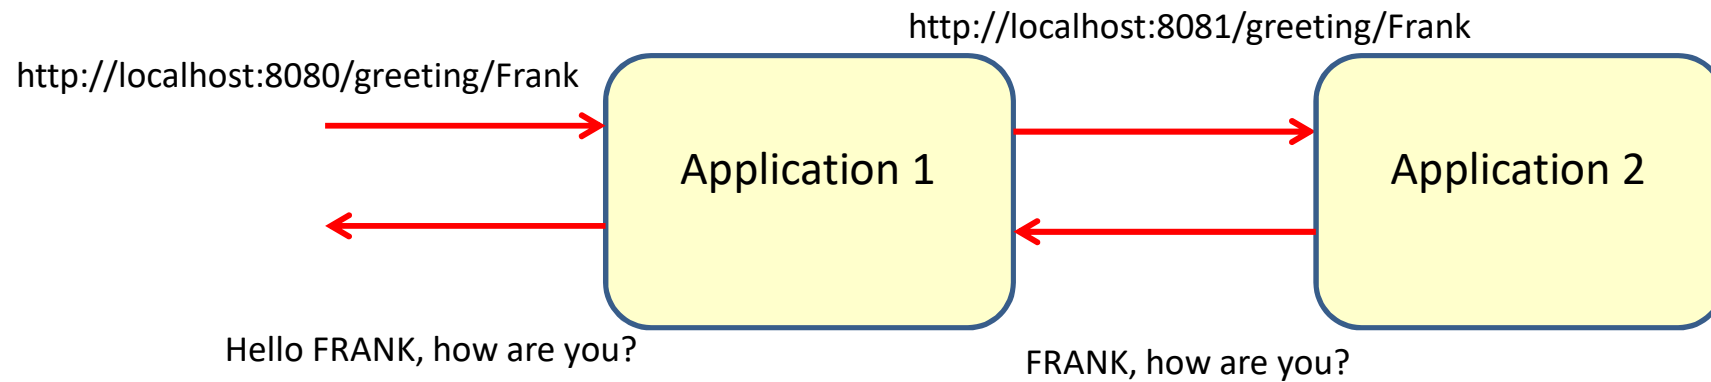 http://localhost:8081/greeting/Frank
http://localhost:8080/greeting/Frank
Application 1
Application 2
Hello FRANK, how are you?
FRANK, how are you?